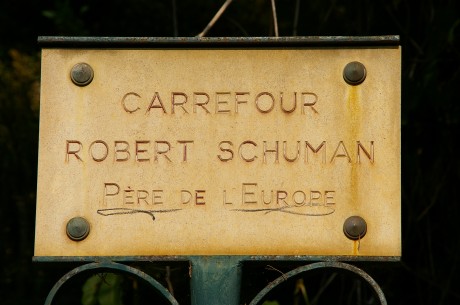 CARREFOUR
ROBERT SCHUMAN
PÈRE DE L'EUROPE